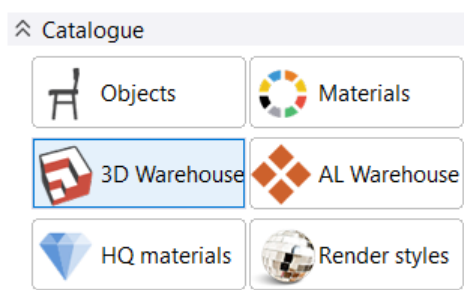 Catalogue
Objects
Materials
3D Warehouse
AL Warehouse
HQ materials
Render styles